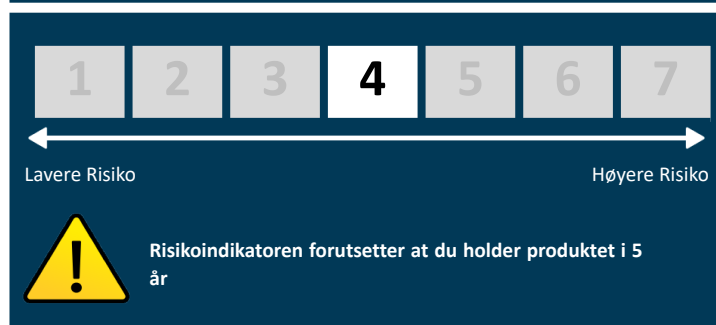 1 2 3 4 5 6 7
Lavere Risiko Høyere Risiko
!
Risikoindikatoren forutsetter at du holder produktet i 5
år